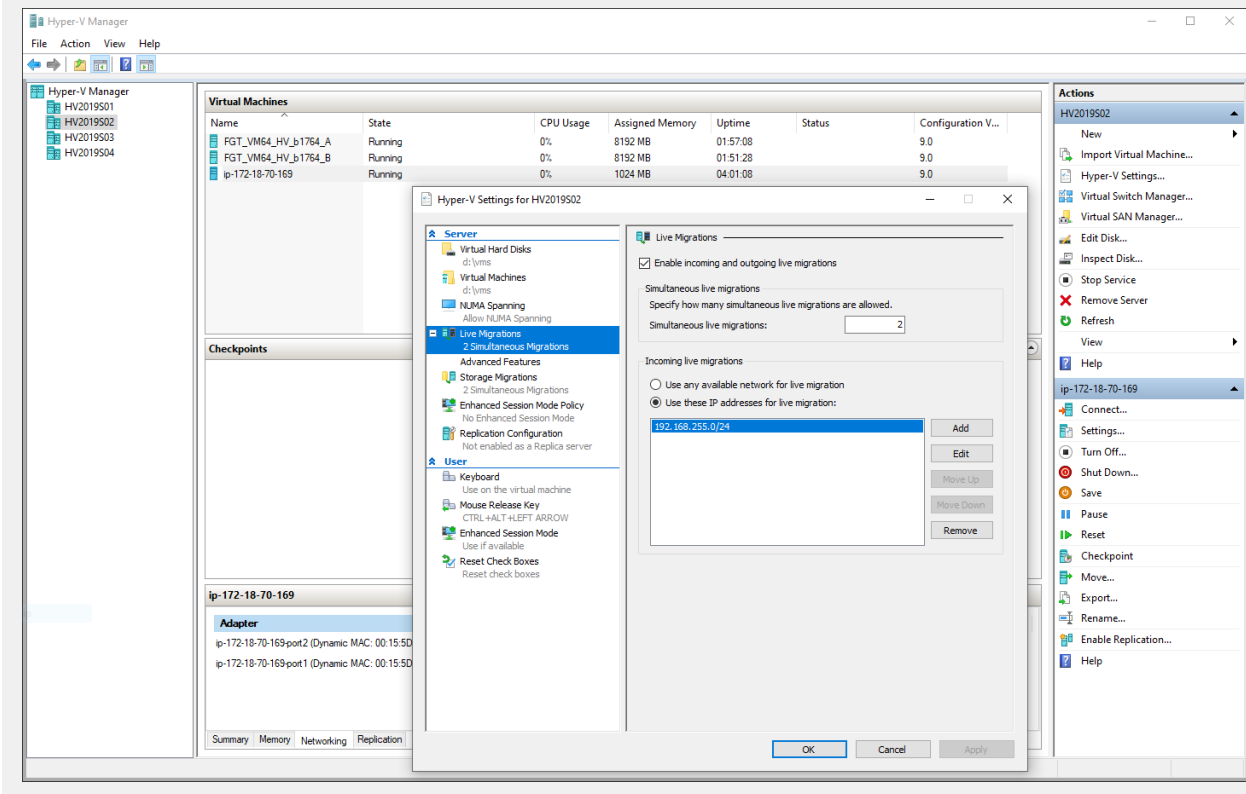 Hyper-V Manager
File Action View Help
Hyper-V Manager
HV2019S01
HV2019S02
HV2019S03
HV2019S04
Virtual Machines
Name State CPU Usage Assigned Memory Uptime Status Configuration V...
FGT_VM64_HV_b1764_A Running 0% 8192 MB 01:57:08 9.0
FGT_VM64_HV_b1764_B Running 0% 8192 MB 01:51:28 9.0
ip-172-18-70-169 Running 0% 1024 MB 04:01:08 9.0
Checkpoints
ip-172-18-70-169
Adapter
ip-172-18-70-169-port2 (Dynamic MAC: 00:15:5D
ip-172-18-70-169-port1 (Dynamic MAC: 00:15:5D
Summary Memory Networking Replication
Hyper-V Settings for HV2019S02
Server
Virtual Hard Disks
d:\vms
Virtual Machines
d:\vms
NUMA Spanning
Allow NUMA Spanning
Live Migrations
2 Simultaneous Migrations
Advanced Features
Storage Migrations
2 Simultaneous Migrations
Enhanced Session Mode Policy
No Enhanced Session Mode
Replication Configuration
Not enabled as a Replica server
User
Keyboard
Use on the virtual machine
Mouse Release Key
CTRL+ALT+LEFT ARROW
Enhanced Session Mode
Use if available
Reset Check Boxes
Reset check boxes
Live Migrations
Enable incoming and outgoing live migrations
Simultaneous live migrations
Specify how many simultaneous live migrations are allowed.
Simultaneous live migrations: 2
Incoming live migrations
Use any available network for live migration
Use these IP addresses for live migration:
192.168.255.0/24
Add
Edit
Move Up
Move Down
Remove
OK Cancel Apply
Actions
HV2019S02
New
Import Virtual Machine...
Hyper-V Settings...
Virtual Switch Manager...
Virtual SAN Manager...
Edit Disk...
Inspect Disk...
Stop Service
Remove Server
Refresh
View
Help
ip-172-18-70-169
Connect...
Settings...
Turn Off...
Shut Down...
Save
Pause
Reset
Checkpoint
Move...
Export...
Rename...
Enable Replication...
Help